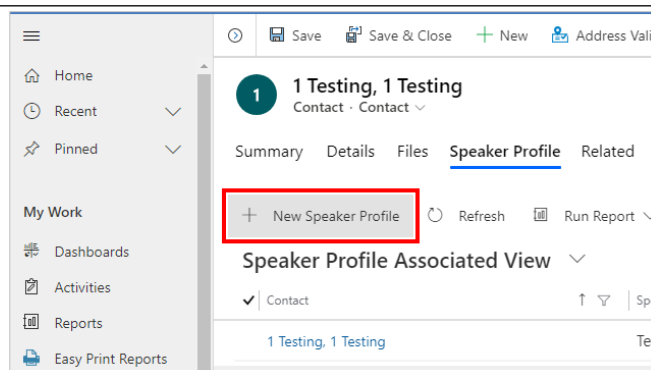 Save
Save & Close
New
Address Vali
Home
Recent
Pinned
My Work
Dashboards
Activities
Reports
Easy Print Reports
1
1 Testing, 1 Testing
Contact · Contact
Summary
Details
Files
Speaker Profile
Related
New Speaker Profile
Refresh
Run Report
Speaker Profile Associated View
Contact
Sp
1 Testing, 1 Testing
Te